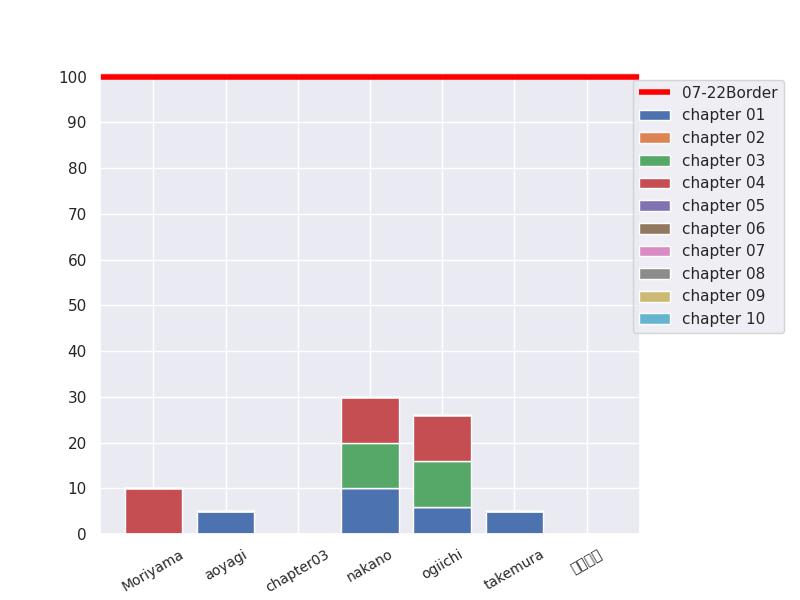 100
90
80
70
60
50
40
30
20
10
0
Moriyama
aoyagi
chapter03
nakano
ogiichi
takemura
07-22Border
chapter 01
chapter 02
chapter 03
chapter 04
chapter 05
chapter 06
chapter 07
chapter 08
chapter 09
chapter 10